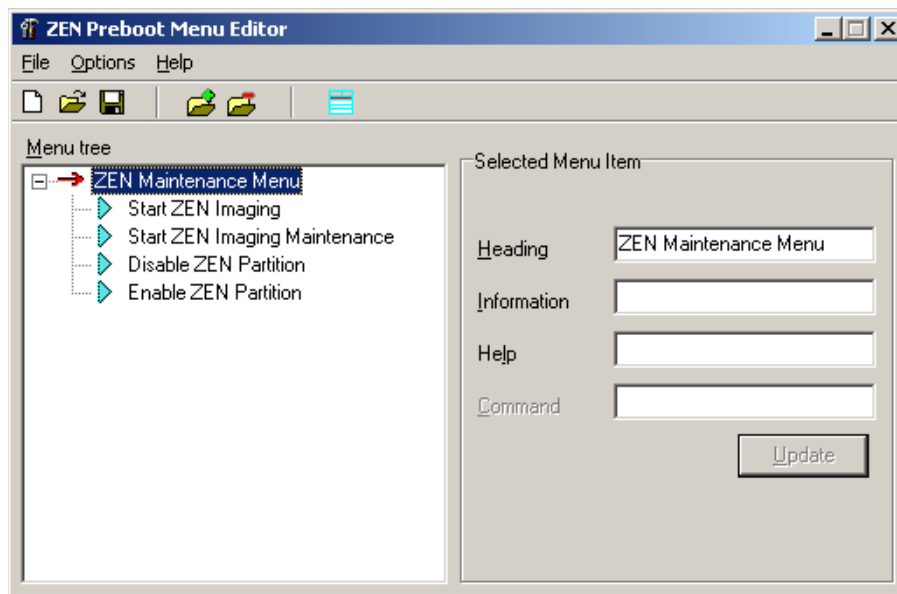 ZEN Preboot Menu Editor
File Options Help
Menu tree
ZEN Maintenance Menu
Start ZEN Imaging
Start ZEN Imaging Maintenance
Disable ZEN Partition
Enable ZEN Partition
Selected Menu Item
Heading ZEN Maintenance Menu
Information
Help
Command
Update